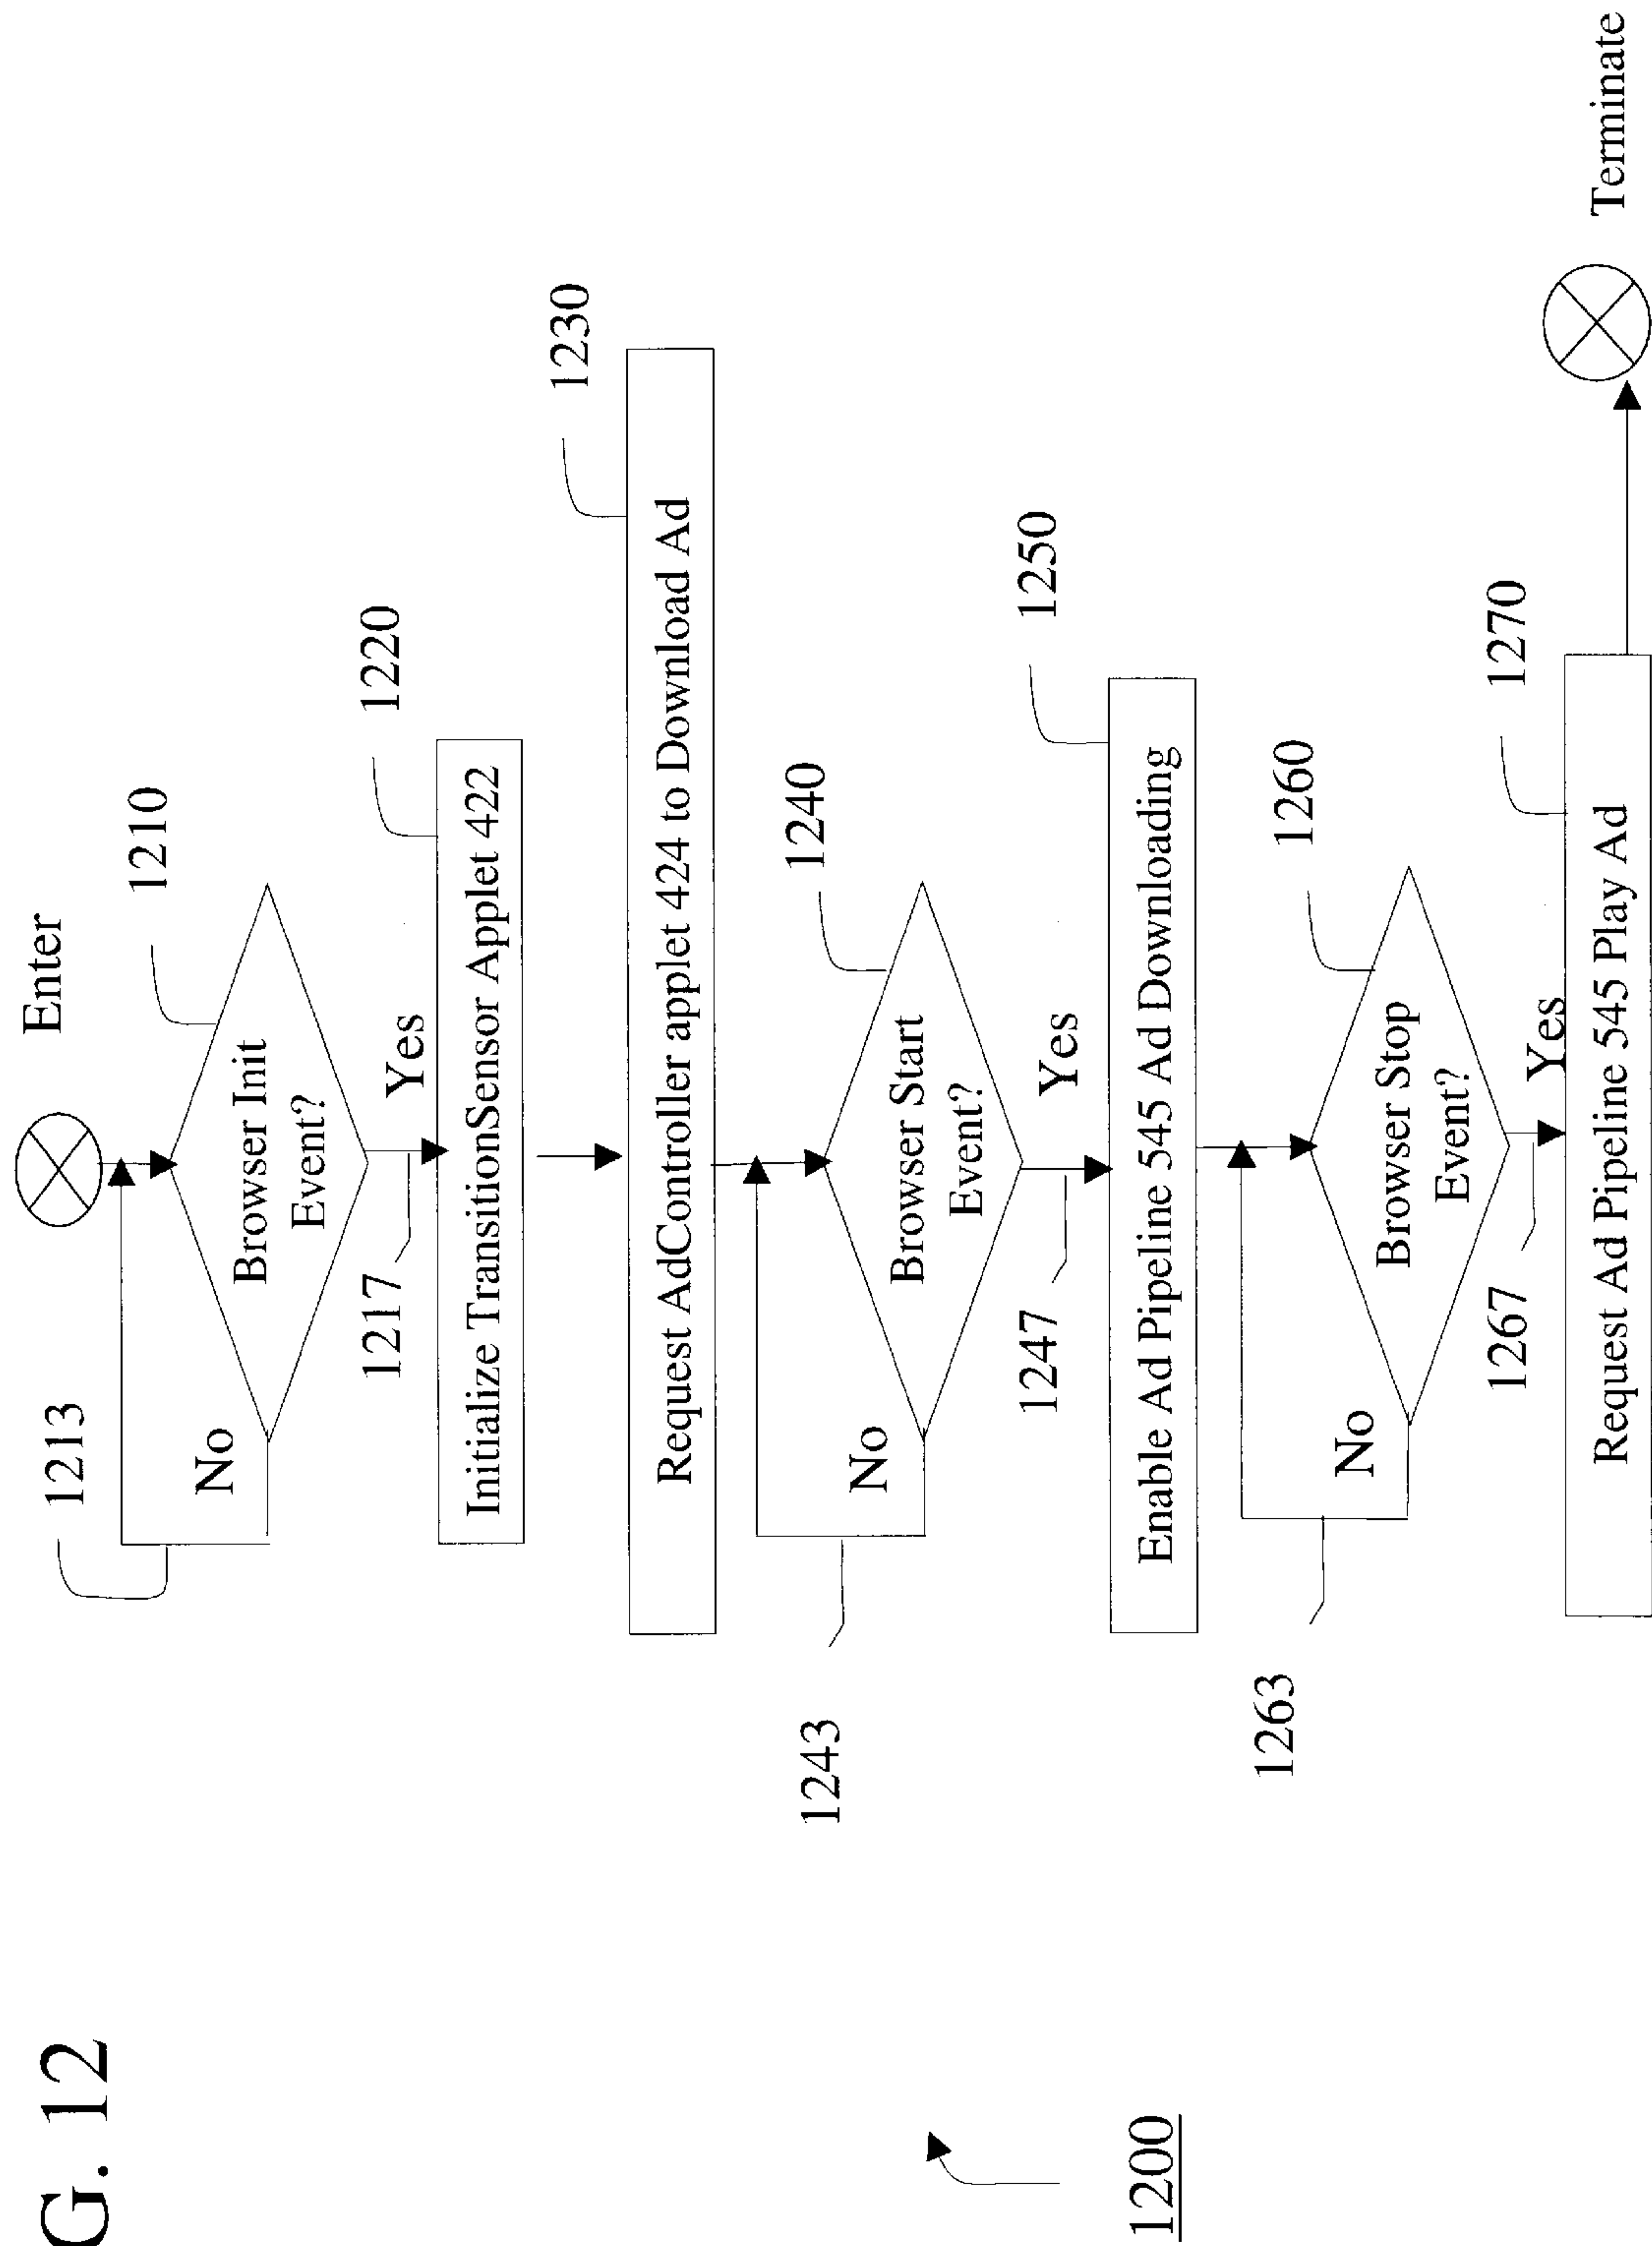 G. 12
Enter
1213
1210
No
Browser Init
Event?
1217
Yes
1220
Initialize TransitionSensor Applet 422
1230
Request AdController applet 424 to Download Ad
1243
1240
No
Browser Start
Event?
1200
1247
Yes
1250
Enable Ad Pipeline 545 Ad Downloading
1263
1260
No
Browser Stop
Event?
1267
Yes
1270
Request Ad Pipeline 545 Play Ad
Terminate